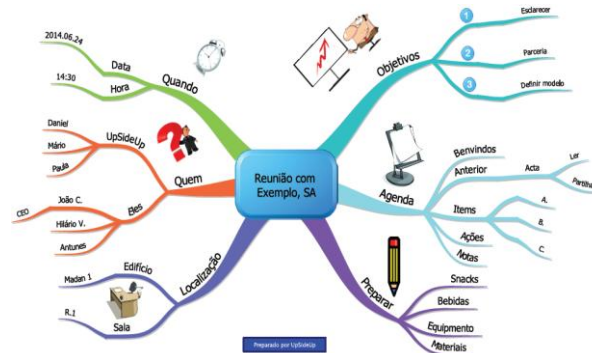 Reunião com
Exemplo, SA
Quando
Data
2014.06.24
Hora
14:30
Quem
UpSideUp
Daniel
Mário
Paula
Eles
João C.
CEO
Hilário V.
Antunes
Localização
Edifício
Madan 1
Sala
R.1
Objetivos
1
Esclarecer
2
Parceria
3
Definir modelo
Agenda
Benvindos
Anterior
Acta
Ler
Partilha
Items
A.
B.
C
Ações
Notas
Preparar
Snacks
Bebidas
Equipmento
Materiais
Preparado por UpSideUp